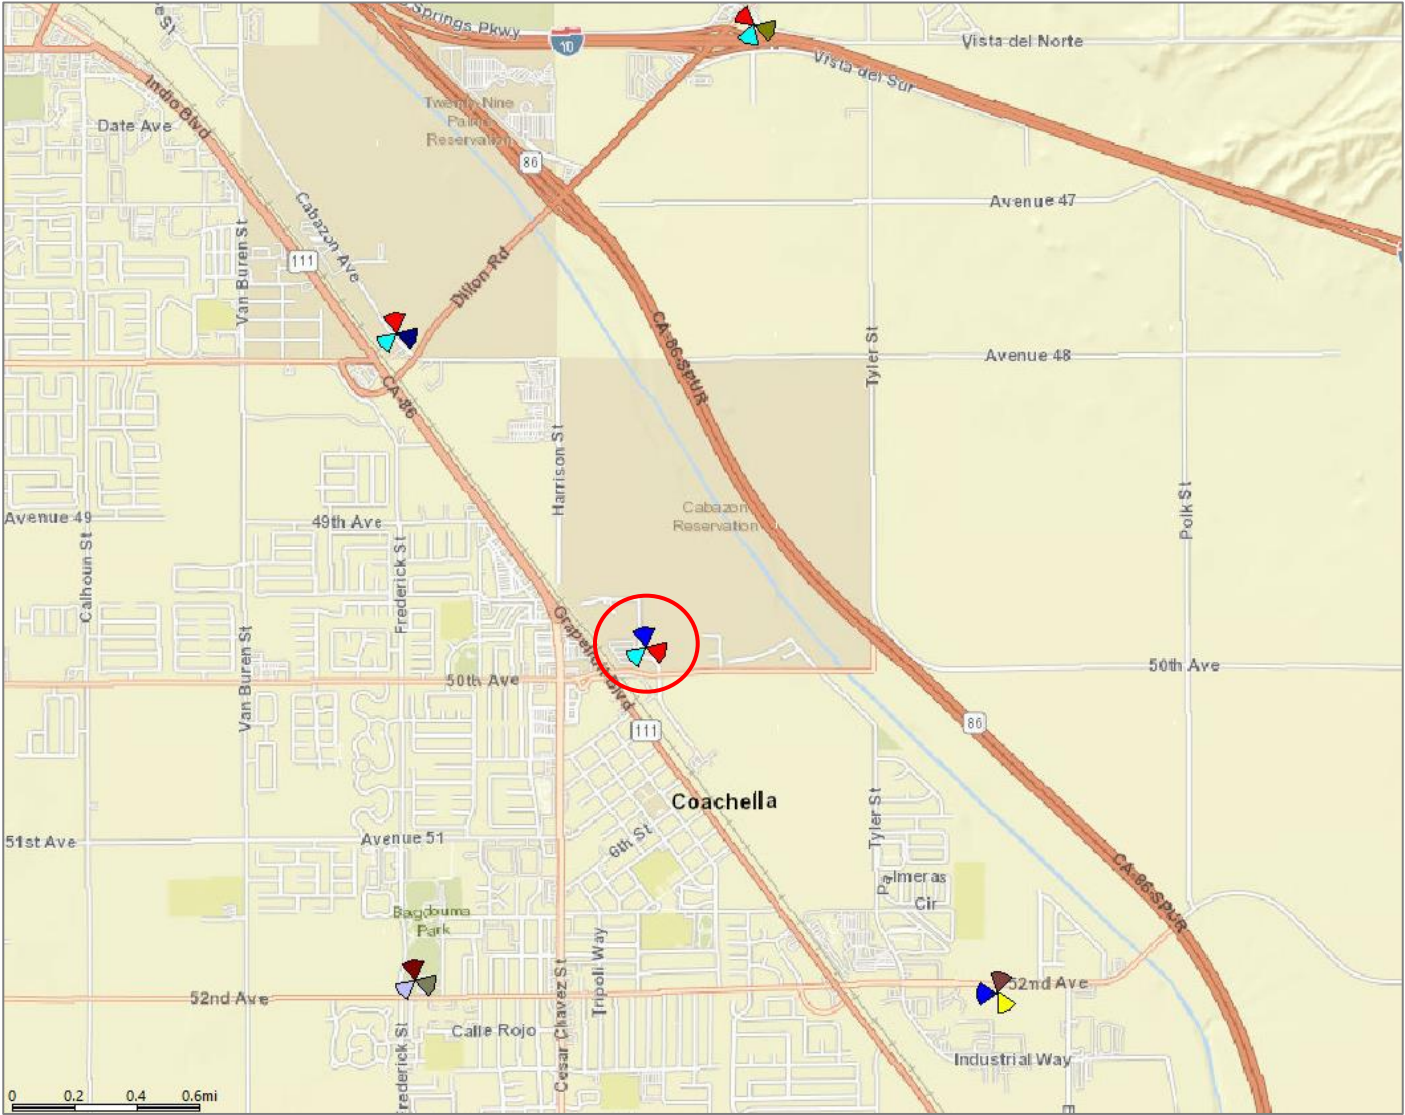 Springs Pkwy
10
Vista del Norte
Vista del Sur
Indio Blvd
Date Ave
Twenty-Nine
Palms
Reservation
86
Avenue 47
Cabazon Ave
Van Buren St
111
Dillon Rd
CA-86-SPUR
Tyler St
Avenue 48
CA-86
Harrison St
Cabazon
Reservation
Polk St
Avenue 49
49th Ave
Calhoun St
Frederick St
Grapefruit Blvd
Van Buren St
50th Ave
50th Ave
111
86
Coachella
51st Ave
Avenue 51
6th St
Tyler St
Palmeras
Cir
CA-86-SPUR
Bagdouma
Park
Cesar Chavez St
Tripoli Way
52nd Ave
52nd Ave
Calle Rojo
Industrial Way
Frederick St
0 0.2 0.4 0.6mi